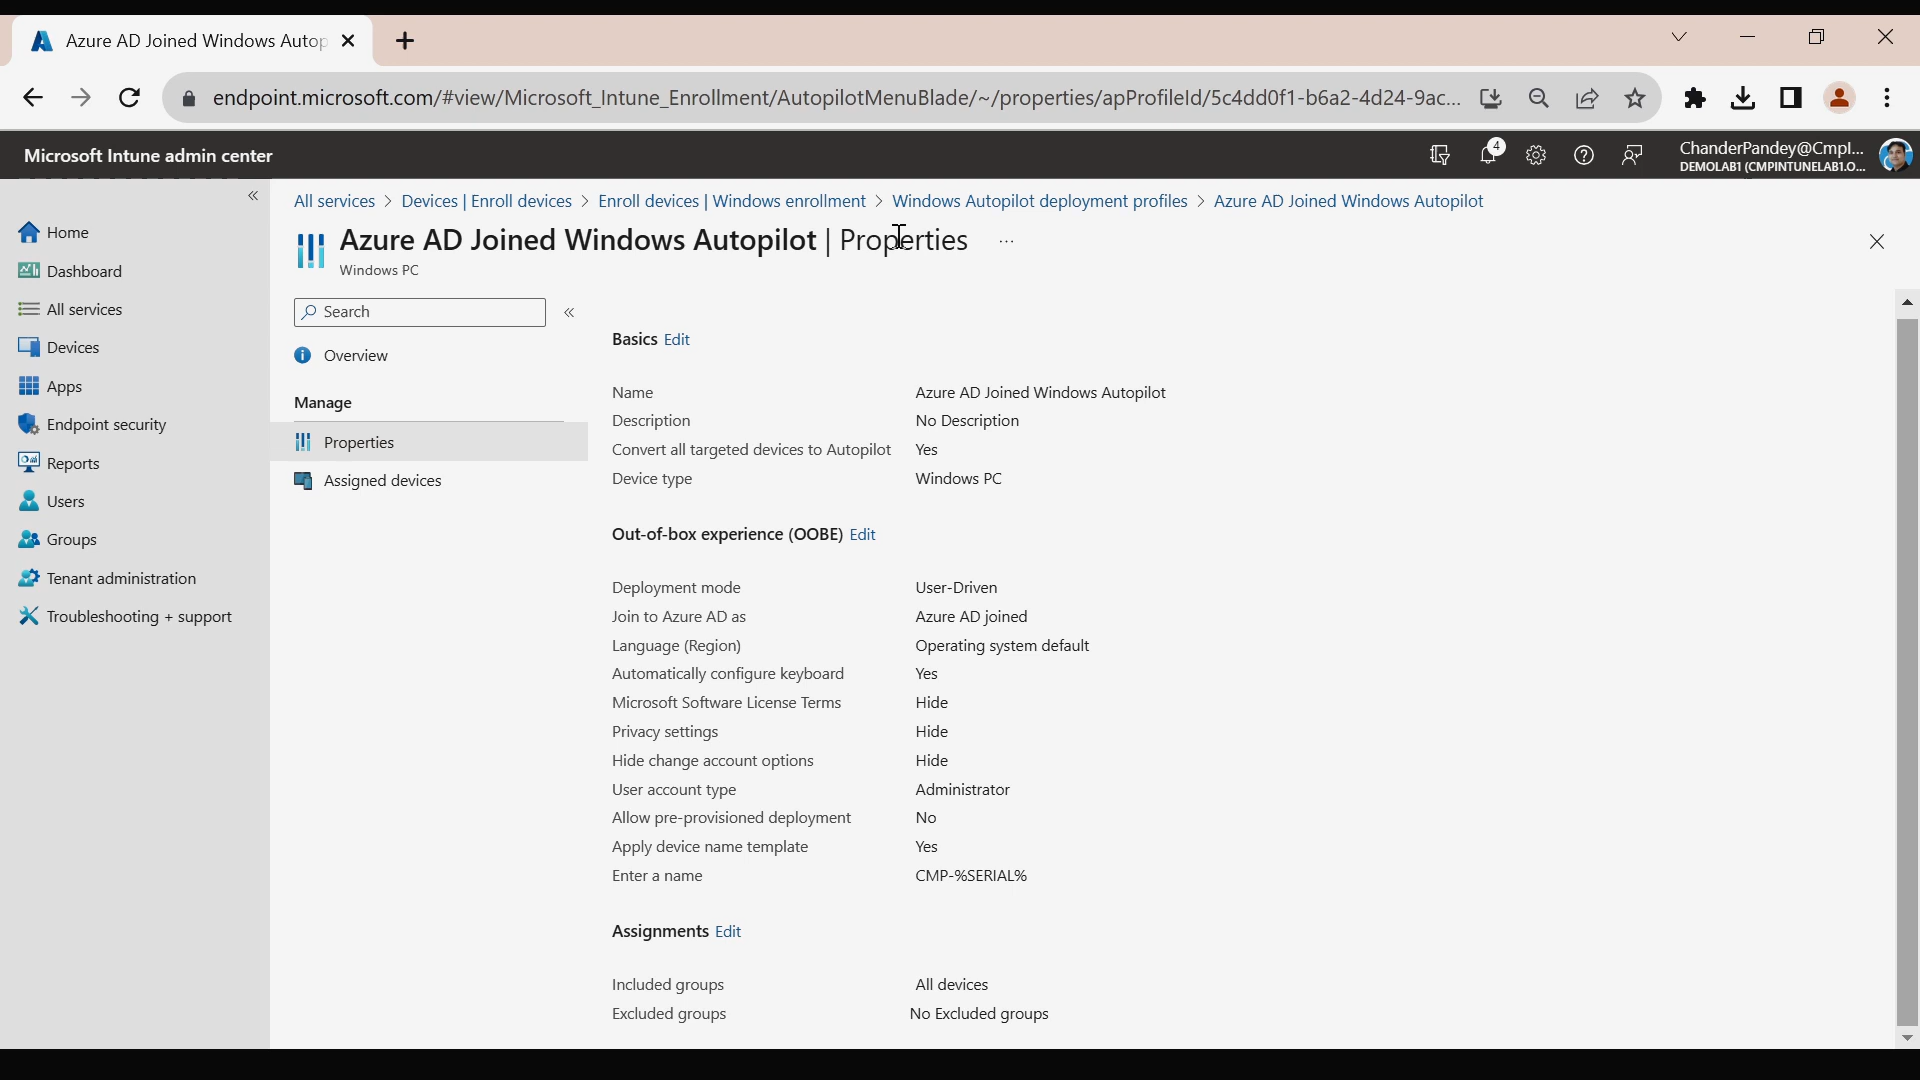 Azure AD Joined Windows Autop
endpoint.microsoft.com/#view/Microsoft_Intune_Enrollment/AutopilotMenuBlade/~/properties/apProfileId/5c4dd0f1-b6a2-4d24-9ac...
Microsoft Intune admin center
4
ChanderPandey@Cmpl...
DEMOLAB1 (CMPINTUNELAB1.O...
All services > Devices | Enroll devices > Enroll devices | Windows enrollment > Windows Autopilot deployment profiles > Azure AD Joined Windows Autopilot
Azure AD Joined Windows Autopilot | Properties ...
Windows PC
Home
Dashboard
All services
Devices
Apps
Endpoint security
Reports
Users
Groups
Tenant administration
Troubleshooting + support
Search
Overview
Manage
Properties
Assigned devices
Basics Edit
Name Azure AD Joined Windows Autopilot
Description No Description
Convert all targeted devices to Autopilot Yes
Device type Windows PC
Out-of-box experience (OOBE) Edit
Deployment mode User-Driven
Join to Azure AD as Azure AD joined
Language (Region) Operating system default
Automatically configure keyboard Yes
Microsoft Software License Terms Hide
Privacy settings Hide
Hide change account options Hide
User account type Administrator
Allow pre-provisioned deployment No
Apply device name template Yes
Enter a name CMP-%SERIAL%
Assignments Edit
Included groups All devices
Excluded groups No Excluded groups